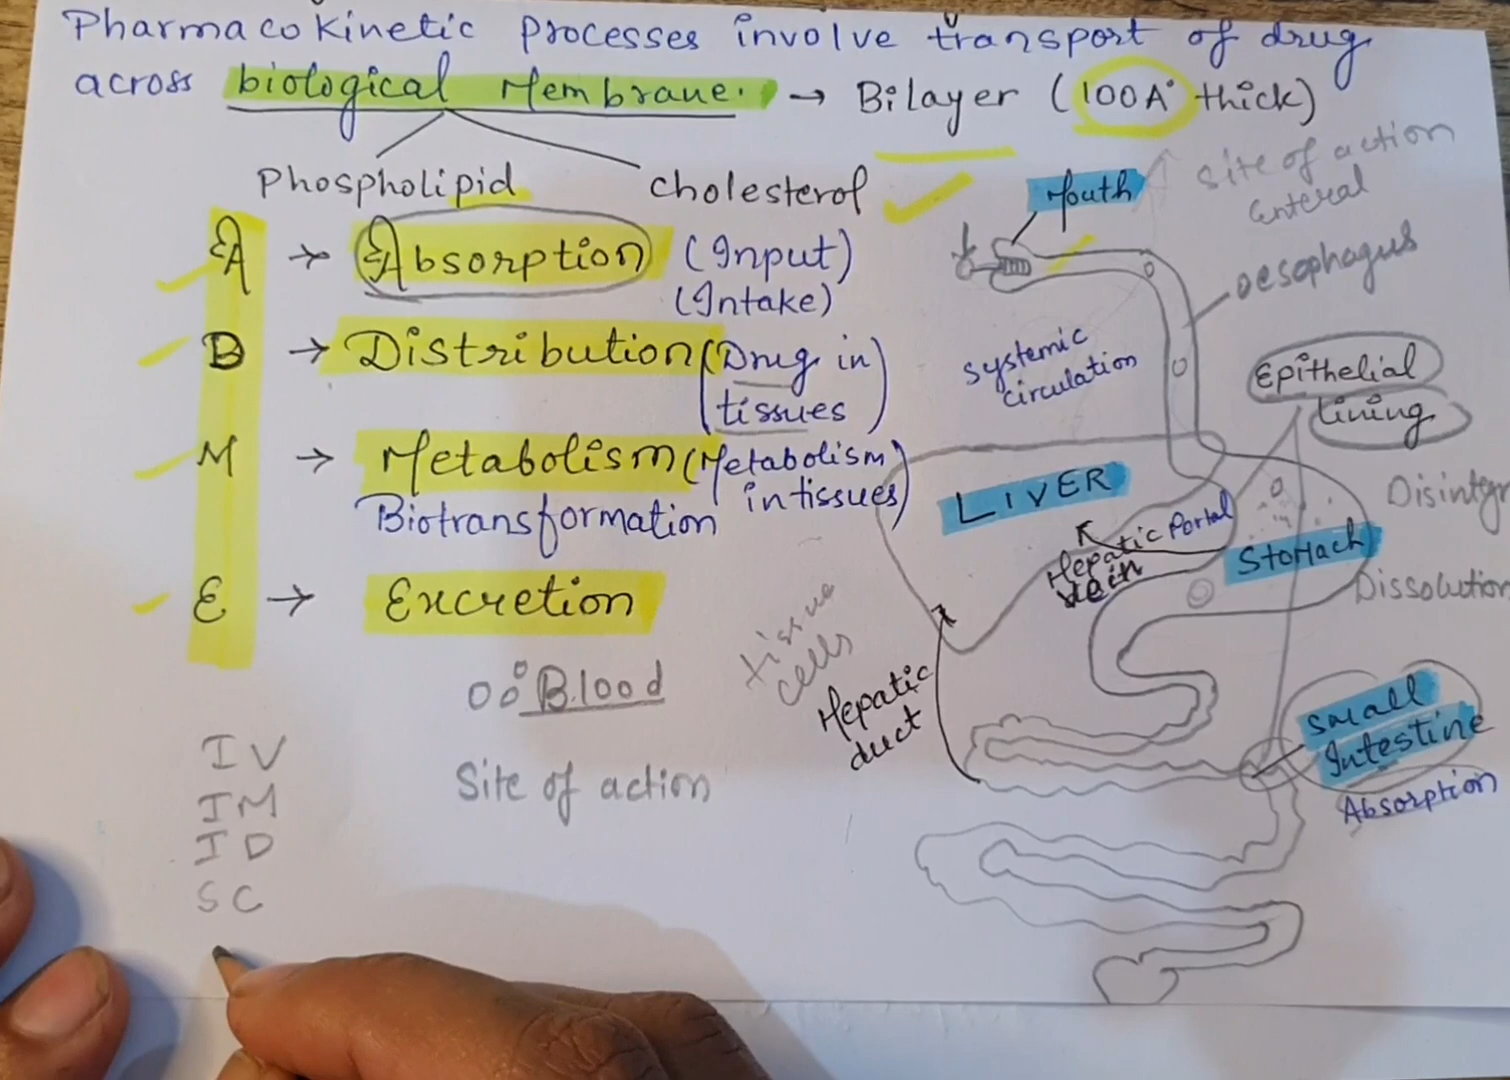 Pharmacokinetic processes involve transport of drug
across biological Membrane. → Bilayer (100A° thick)
Phospholipid
cholesterol
A → Absorption (Input)
(Intake)
D → Distribution (Drug in
tissues)
M → Metabolism (Metabolism
Biotransformation in tissues)
E → Excretion
Blood
Site of action
IV
IM
ID
SC
site of action
enteral
Mouth
oesophagus
systemic
circulation
Epithelial
lining
LIVER
Hepatic Portal
vein
Stomach
Disintegr
Dissolution
tissue
cells
Hepatic
duct
small
Intestine
Absorption